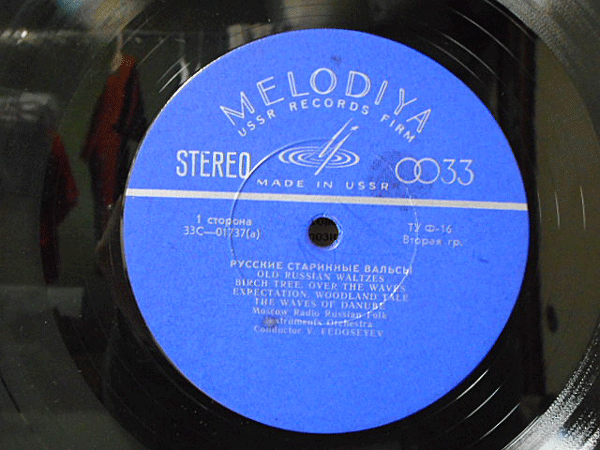 MELODIYA
USSR RECORDS FIRM
STEREO
33
MADE IN USSR
1 сторона
33С—01737(а)
ТУ Ф-16
Вторая гр.
РУССКИЕ СТАРИННЫЕ ВАЛЬСЫ
OLD RUSSIAN WALTZES
BIRCH TREE, OVER THE WAVES
EXPECTATION, WOODLAND TALE
THE WAVES OF DANUBE
Moscow Radio Russian Folk
Instruments Orchestra
Conductor V. FEDOSEYEV